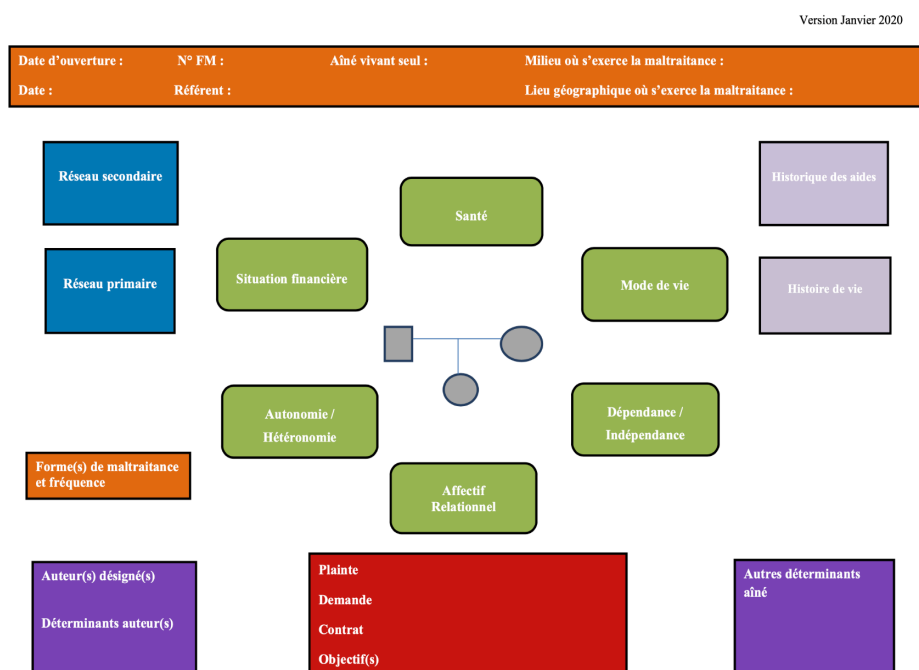 Version Janvier 2020
Date d'ouverture : N° FM : Aîné vivant seul : Milieu où s'exerce la maltraitance :
Date : Référent : Lieu géographique où s'exerce la maltraitance :
Réseau secondaire
Santé
Historique des aides
Réseau primaire
Situation financière
Mode de vie
Histoire de vie
Autonomie /
Hétéronomie
Dépendance /
Indépendance
Forme(s) de maltraitance
et fréquence
Affectif
Relationnel
Auteur(s) désigné(s)
Déterminants auteur(s)
Plainte
Demande
Contrat
Objectif(s)
Autres déterminants
aîné